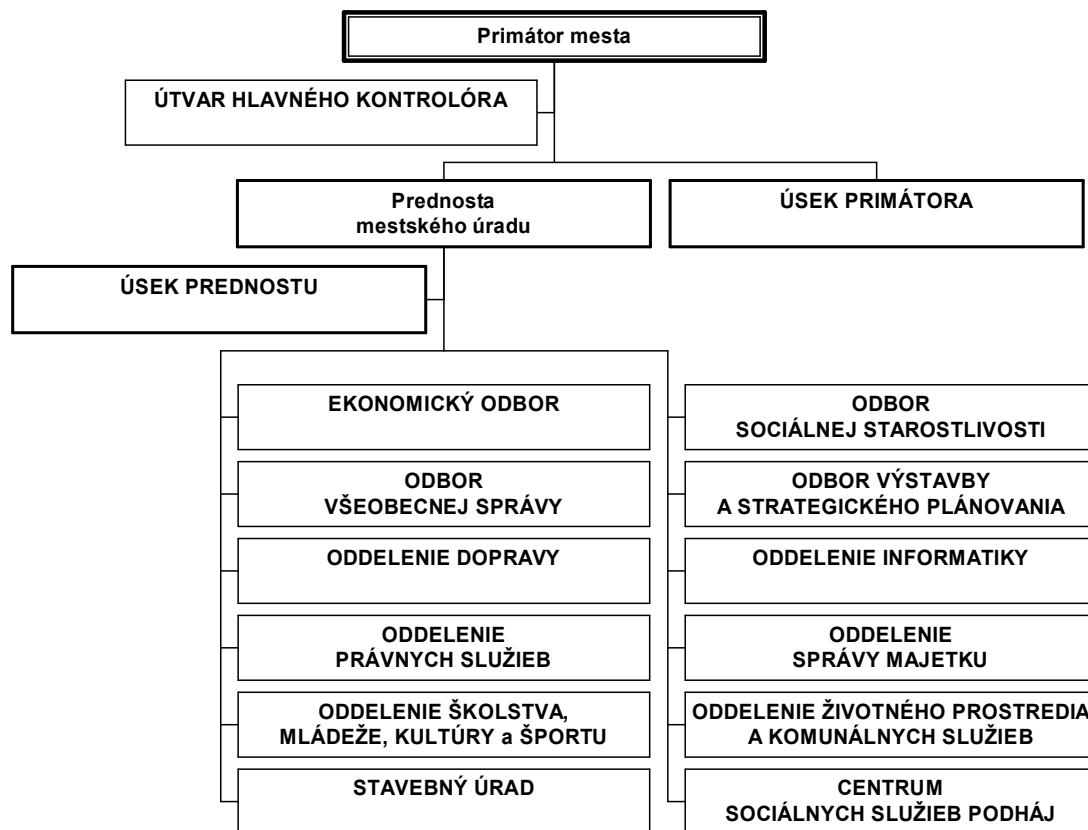 Primátor mesta
ÚTVAR HLAVNÉHO KONTROLÓRA
Prednosta
mestského úradu
ÚSEK PRIMÁTORA
ÚSEK PREDNOSTU
EKONOMICKÝ ODBOR
ODBOR
SOCIÁLNEJ STAROSTLIVOSTI
ODBOR
VŠEOBECNEJ SPRÁVY
ODBOR VÝSTAVBY
A STRATEGICKÉHO PLÁNOVANIA
ODDELENIE DOPRAVY
ODDELENIE INFORMATIKY
ODDELENIE
PRÁVNYCH SLUŽIEB
ODDELENIE
SPRÁVY MAJETKU
ODDELENIE ŠKOLSTVA,
MLÁDEŽE, KULTÚRY a ŠPORTU
ODDELENIE ŽIVOTNÉHO PROSTREDIA
A KOMUNÁLNYCH SLUŽIEB
STAVEBNÝ ÚRAD
CENTRUM
SOCIÁLNYCH SLUŽIEB PODHÁJ